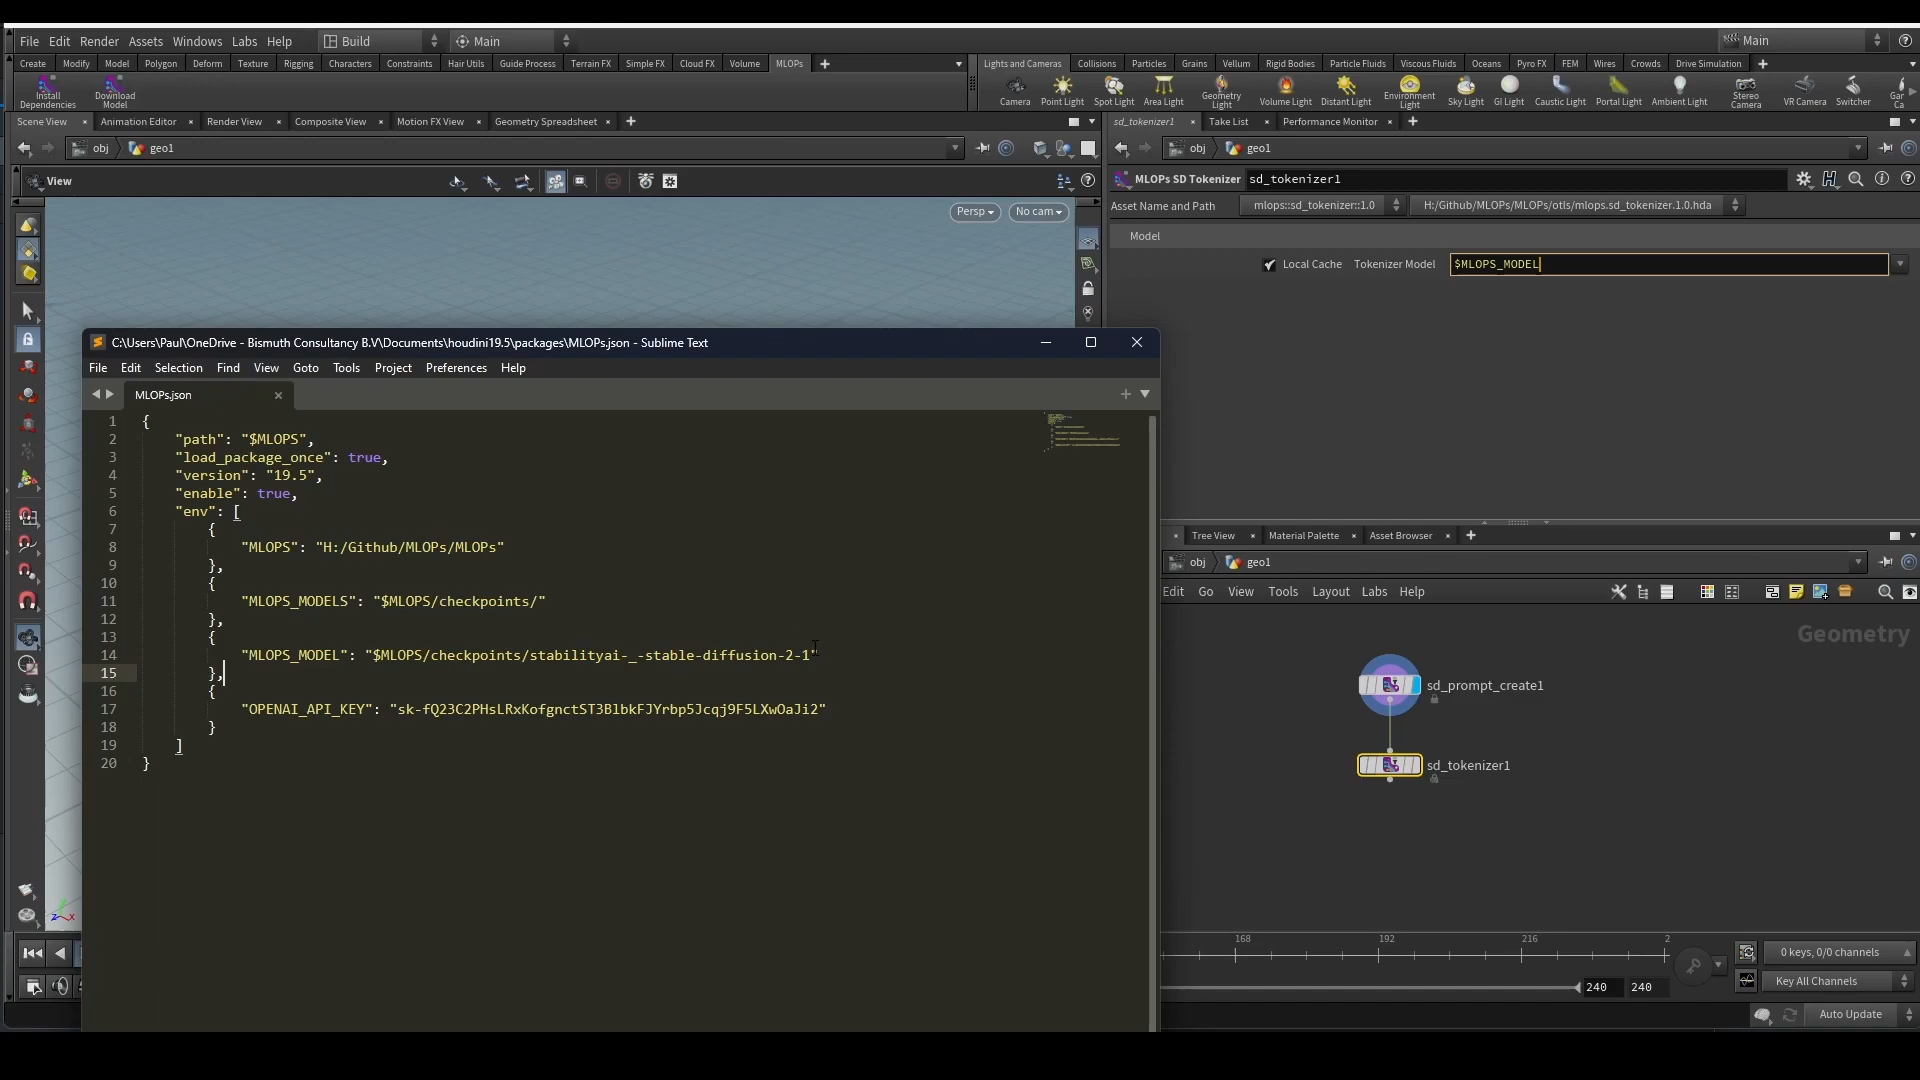 File Edit Render Assets Windows Labs Help Build Main Main
Create Modify Model Polygon Deform Texture Rigging Characters Constraints Hair Utils Guide Process Terrain FX Simple FX Cloud FX Volume MLOPs
Lights and Cameras Collisions Particles Grains Vellum Rigid Bodies Particle Fluids Viscous Fluids Oceans Pyro FX FEM Wires Crowds Drive Simulation
Install Dependencies Download Model
Camera Point Light Spot Light Area Light Geometry Light Volume Light Distant Light Environment Light Sky Light GI Light Caustic Light Portal Light Ambient Light Stereo Camera VR Camera Switcher Gar Ca
Scene View Animation Editor Render View Composite View Motion FX View Geometry Spreadsheet
sd_tokenizer1 Take List Performance Monitor
obj geo1
obj geo1
View
Persp No cam
MLOPs SD Tokenizer sd_tokenizer1
Asset Name and Path mlops::sd_tokenizer::1.0 H:/Github/MLOPs/MLOPs/otls/mlops.sd_tokenizer.1.0.hda
Model
Local Cache Tokenizer Model $MLOPS_MODEL
C:\Users\Paul\OneDrive - Bismuth Consultancy B.V\Documents\houdini19.5\packages\MLOPs.json - Sublime Text
File Edit Selection Find View Goto Tools Project Preferences Help
MLOPs.json
1 {
2 "path": "$MLOPS",
3 "load_package_once": true,
4 "version": "19.5",
5 "enable": true,
6 "env": [
7 {
8 "MLOPS": "H:/Github/MLOPs/MLOPs"
9 },
10 {
11 "MLOPS_MODELS": "$MLOPS/checkpoints/"
12 },
13 {
14 "MLOPS_MODEL": "$MLOPS/checkpoints/stabilityai-_-stable-diffusion-2-1"
15 },
16 {
17 "OPENAI_API_KEY":
18 }
19 ]
20 }
Tree View Material Palette Asset Browser
obj geo1
Edit Go View Tools Layout Labs Help
Geometry
sd_prompt_create1
sd_tokenizer1
168 192 216 2
0 keys, 0/0 channels
240 240
Key All Channels
Auto Update